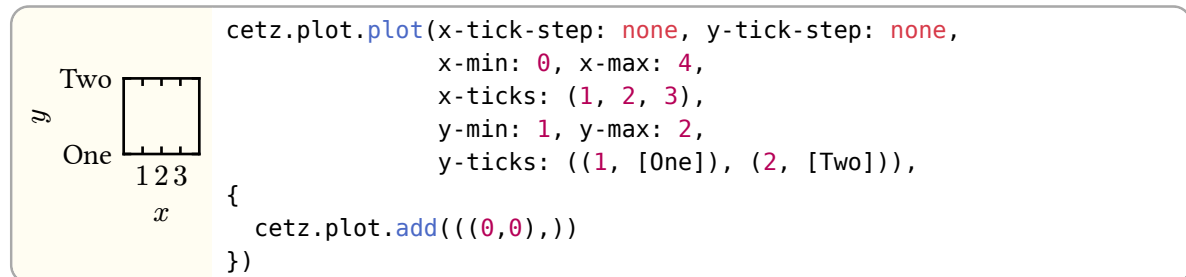 Two
y
One
1 2 3
x
cetz.plot.plot(x-tick-step: none, y-tick-step: none,
x-min: 0, x-max: 4,
x-ticks: (1, 2, 3),
y-min: 1, y-max: 2,
y-ticks: ((1, [One]), (2, [Two])),
{
cetz.plot.add(((0,0),))
})